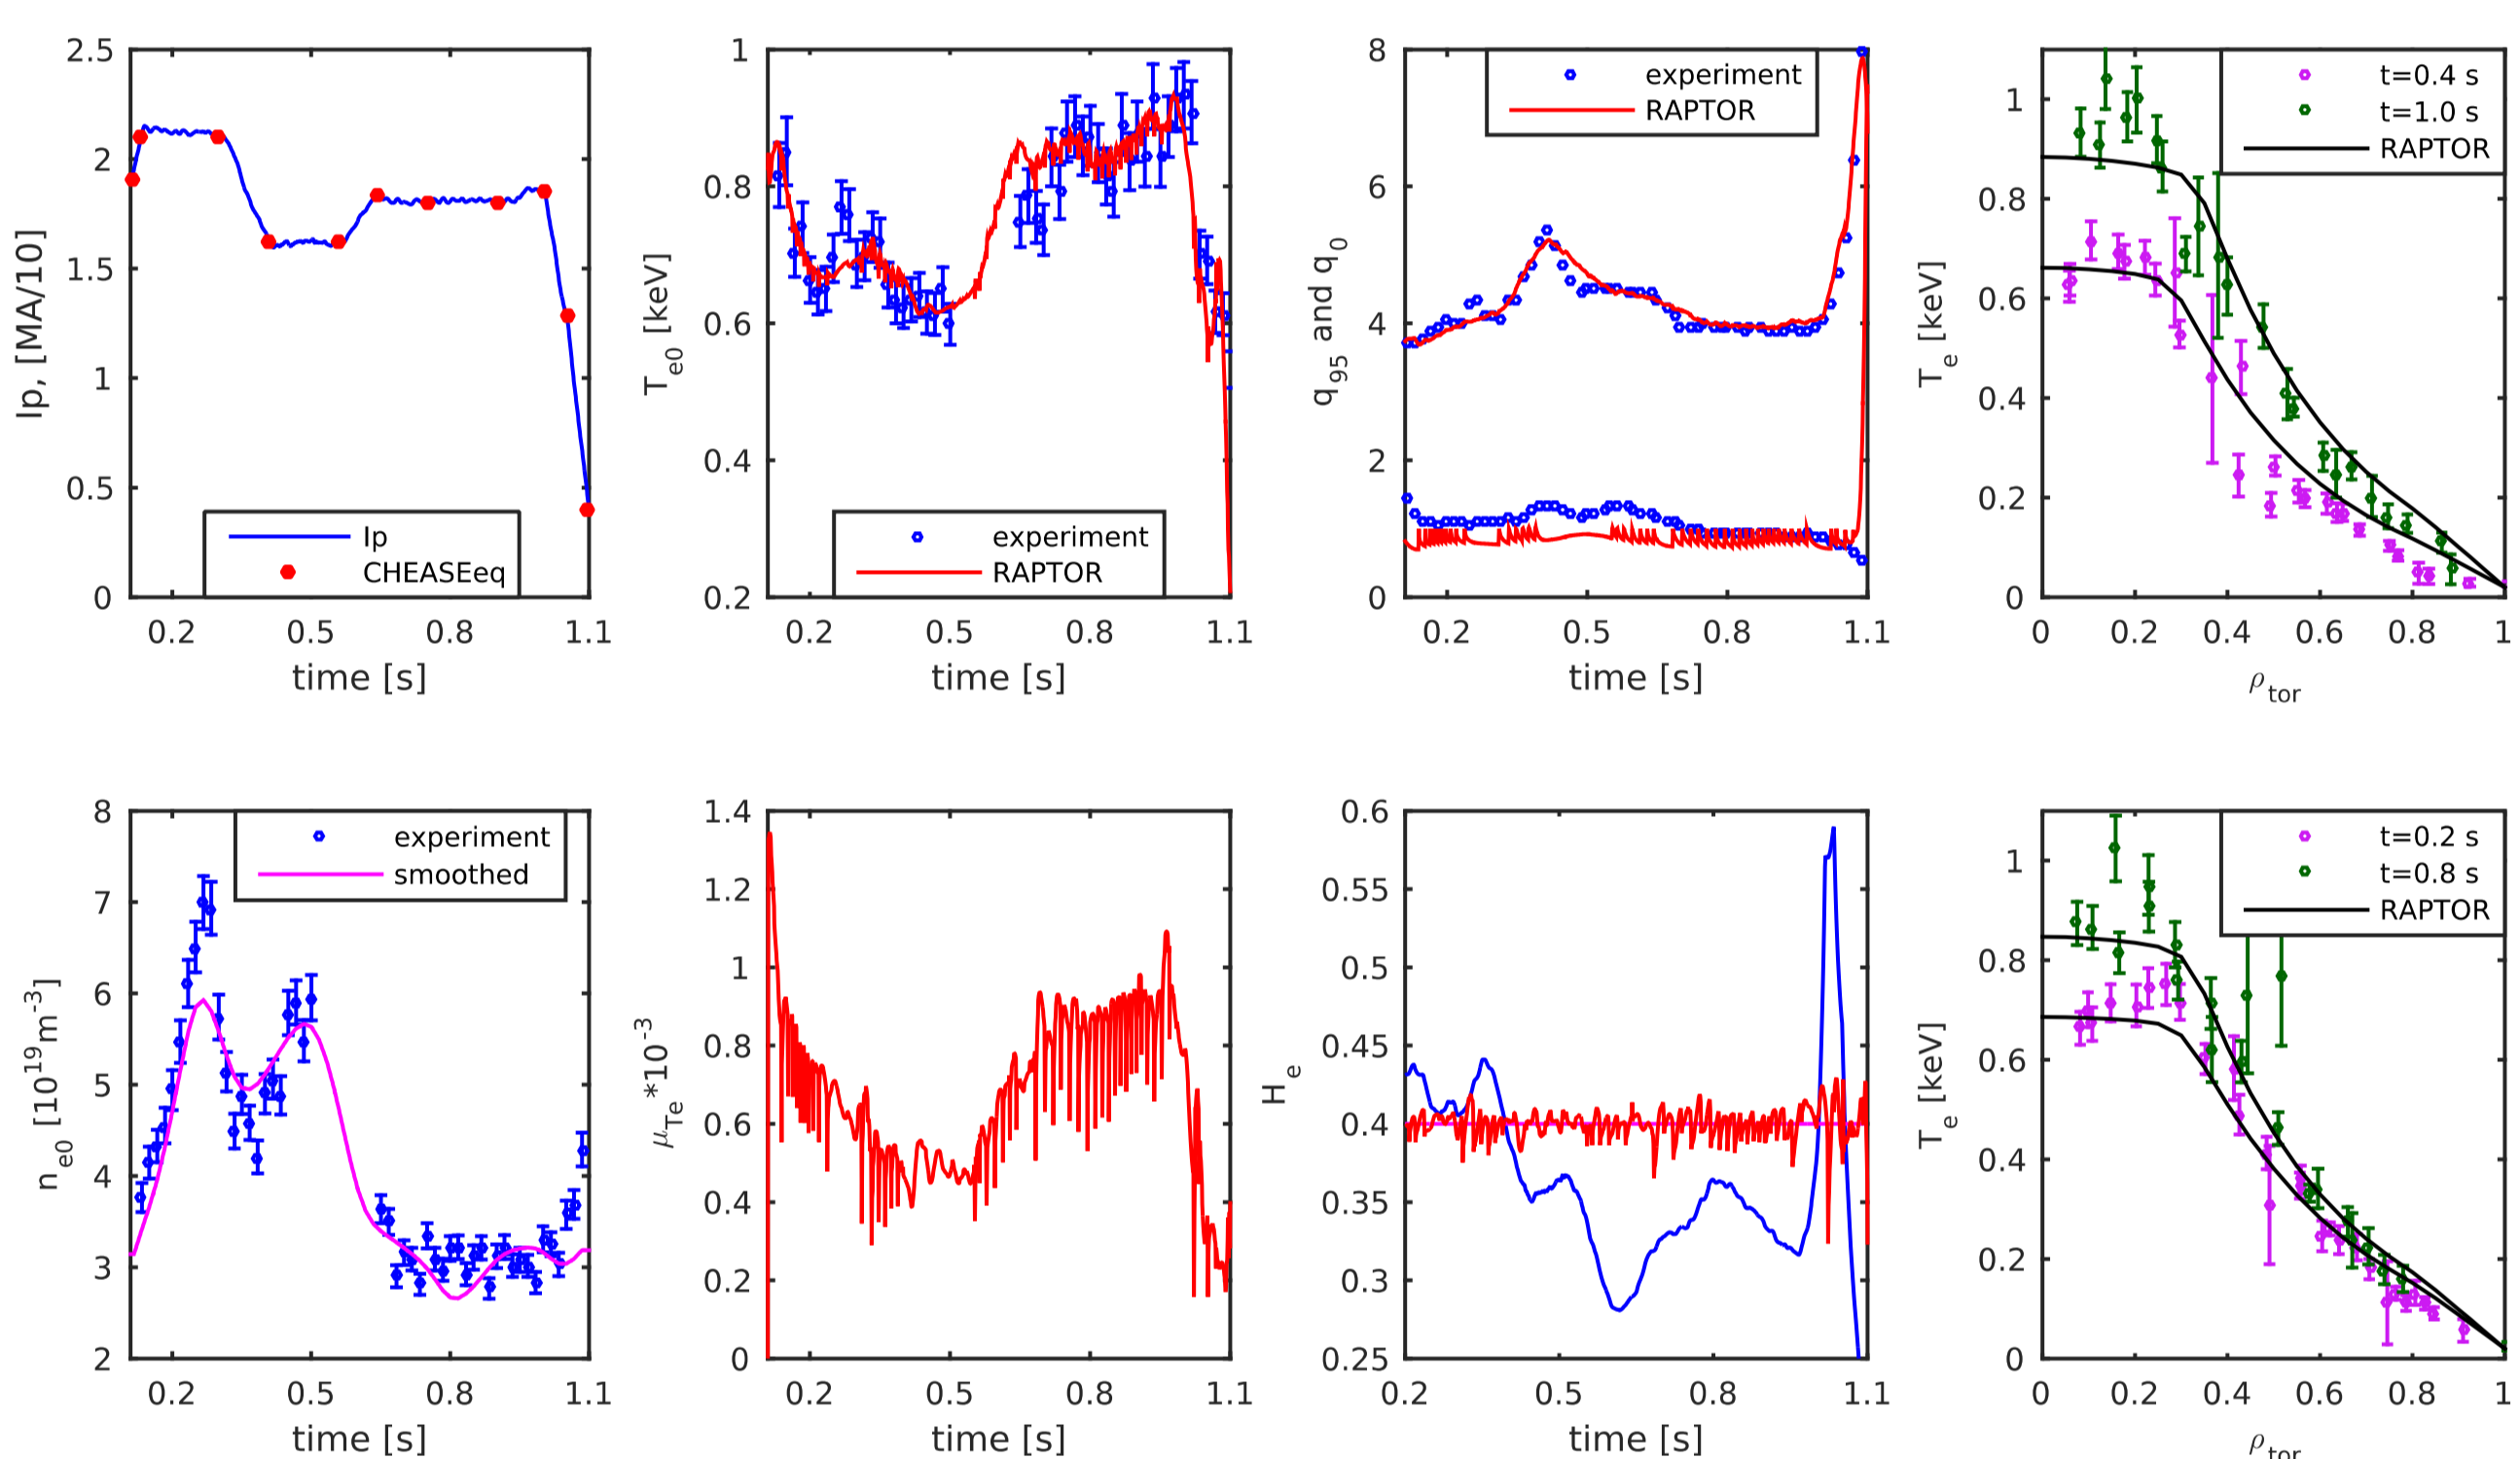 2.5
2
1.5
1
0.5
0
0.2
0.5
0.8
1.1
time [s]
Ip, [MA/10]
Ip
CHEASEeq
1
0.8
0.6
0.4
0.2
0.2
0.5
0.8
1.1
time [s]
Te0 [keV]
experiment
RAPTOR
8
6
4
2
0
0.2
0.5
0.8
1.1
time [s]
q95 and q0
experiment
RAPTOR
1
0.8
0.6
0.4
0.2
0
0
0.2
0.4
0.6
0.8
1
ρtor
Te [keV]
t=0.4 s
t=1.0 s
RAPTOR
8
7
6
5
4
3
2
0.2
0.5
0.8
1.1
time [s]
ne0 [10^19 m^-3]
experiment
smoothed
1.4
1.2
1
0.8
0.6
0.4
0.2
0
0.2
0.5
0.8
1.1
time [s]
μTe*10^-3
0.6
0.55
0.5
0.45
0.4
0.35
0.3
0.25
0.2
0.5
0.8
1.1
time [s]
He
1
0.8
0.6
0.4
0.2
0
0
0.2
0.4
0.6
0.8
1
ρtor
Te [keV]
t=0.2 s
t=0.8 s
RAPTOR